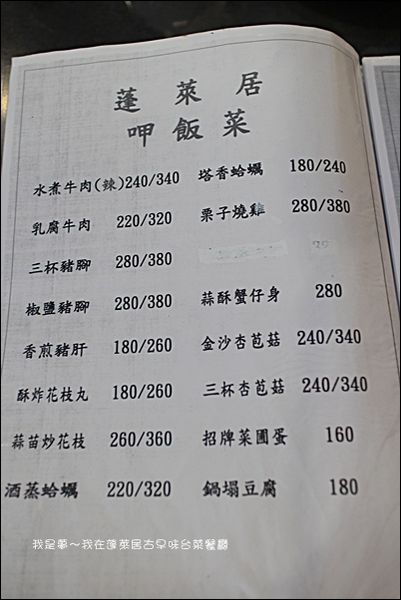 蓬萊居
呷飯菜
水煮牛肉(辣)240/340
乳腐牛肉 220/320
三杯豬腳 280/380
椒鹽豬腳 280/380
香煎豬肝 180/260
酥炸花枝丸 180/260
蒜苗炒花枝 260/360
酒蒸蛤蠣 220/320
塔香蛤蠣 180/240
栗子燒雞 280/380
蒜酥蟹仔身 280
金沙杏苞菇 240/340
三杯杏苞菇 240/340
招牌菜圃蛋 160
鍋塌豆腐 180
我是夢~我在蓬萊居古早味台菜餐廳